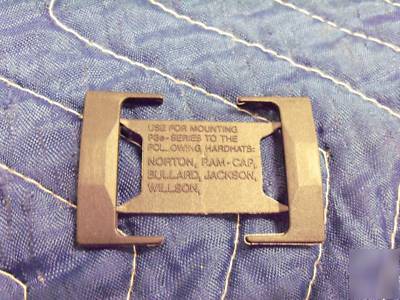 USE FOR MOUNTING
P3e-SERIES TO THE
FOLLOWING HARDHATS:
NORTON, RAM-CAP,
BULLARD, JACKSON,
WILLSON,